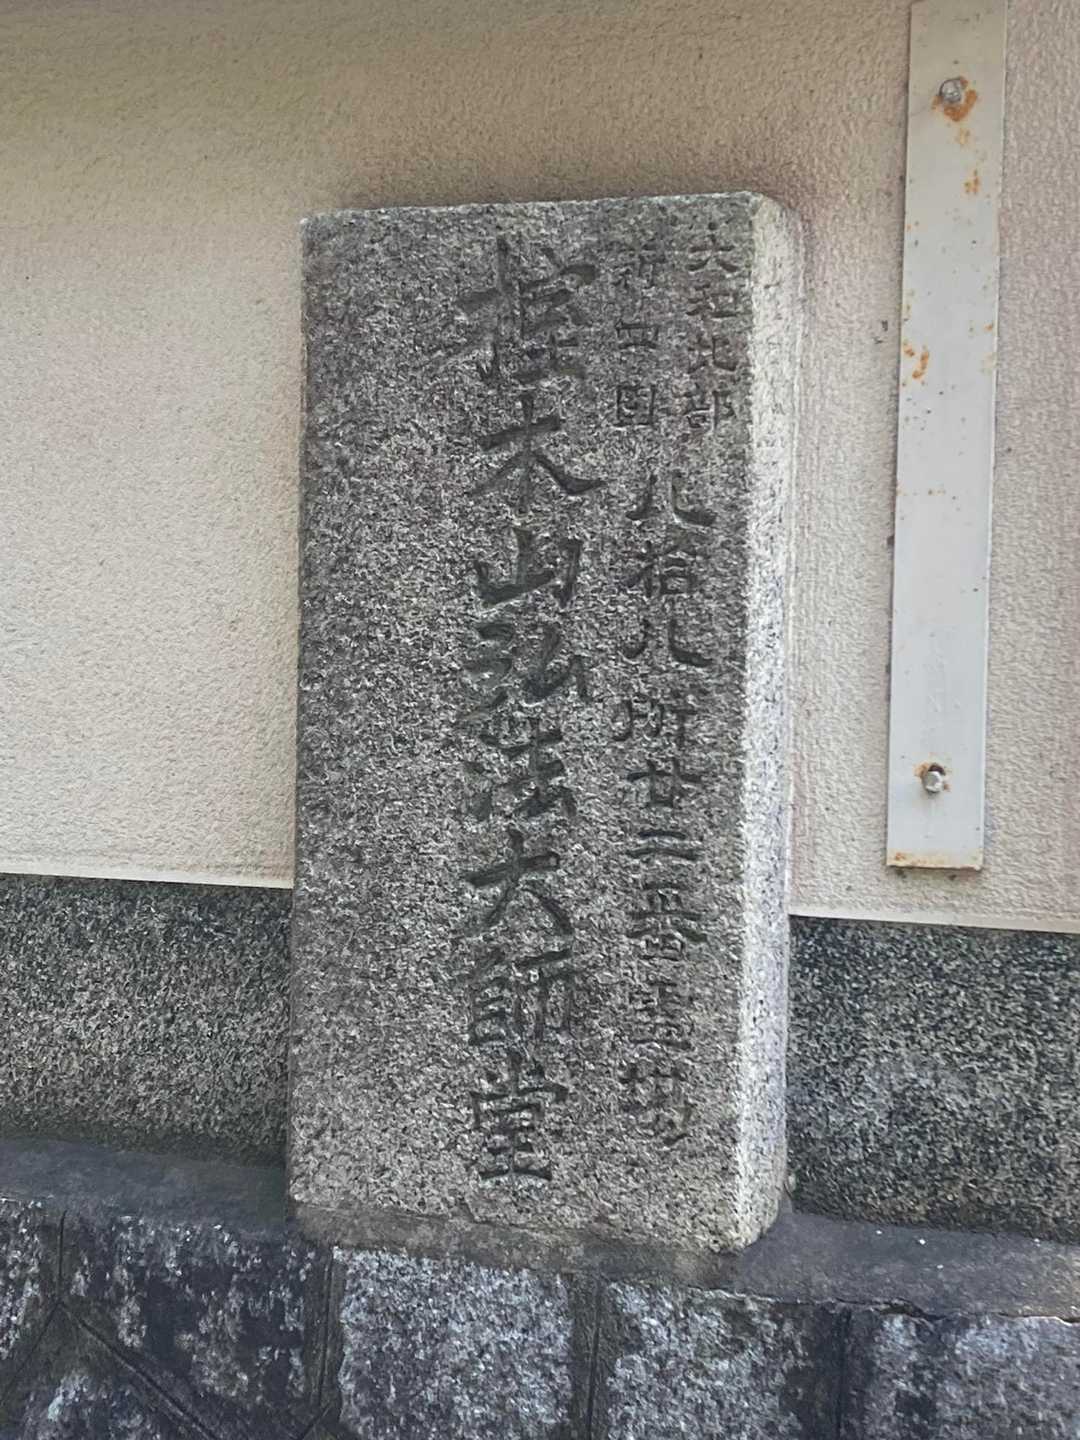 大和北部
新四国
八拾八所廿二番霊場
榁木山弘法大師堂